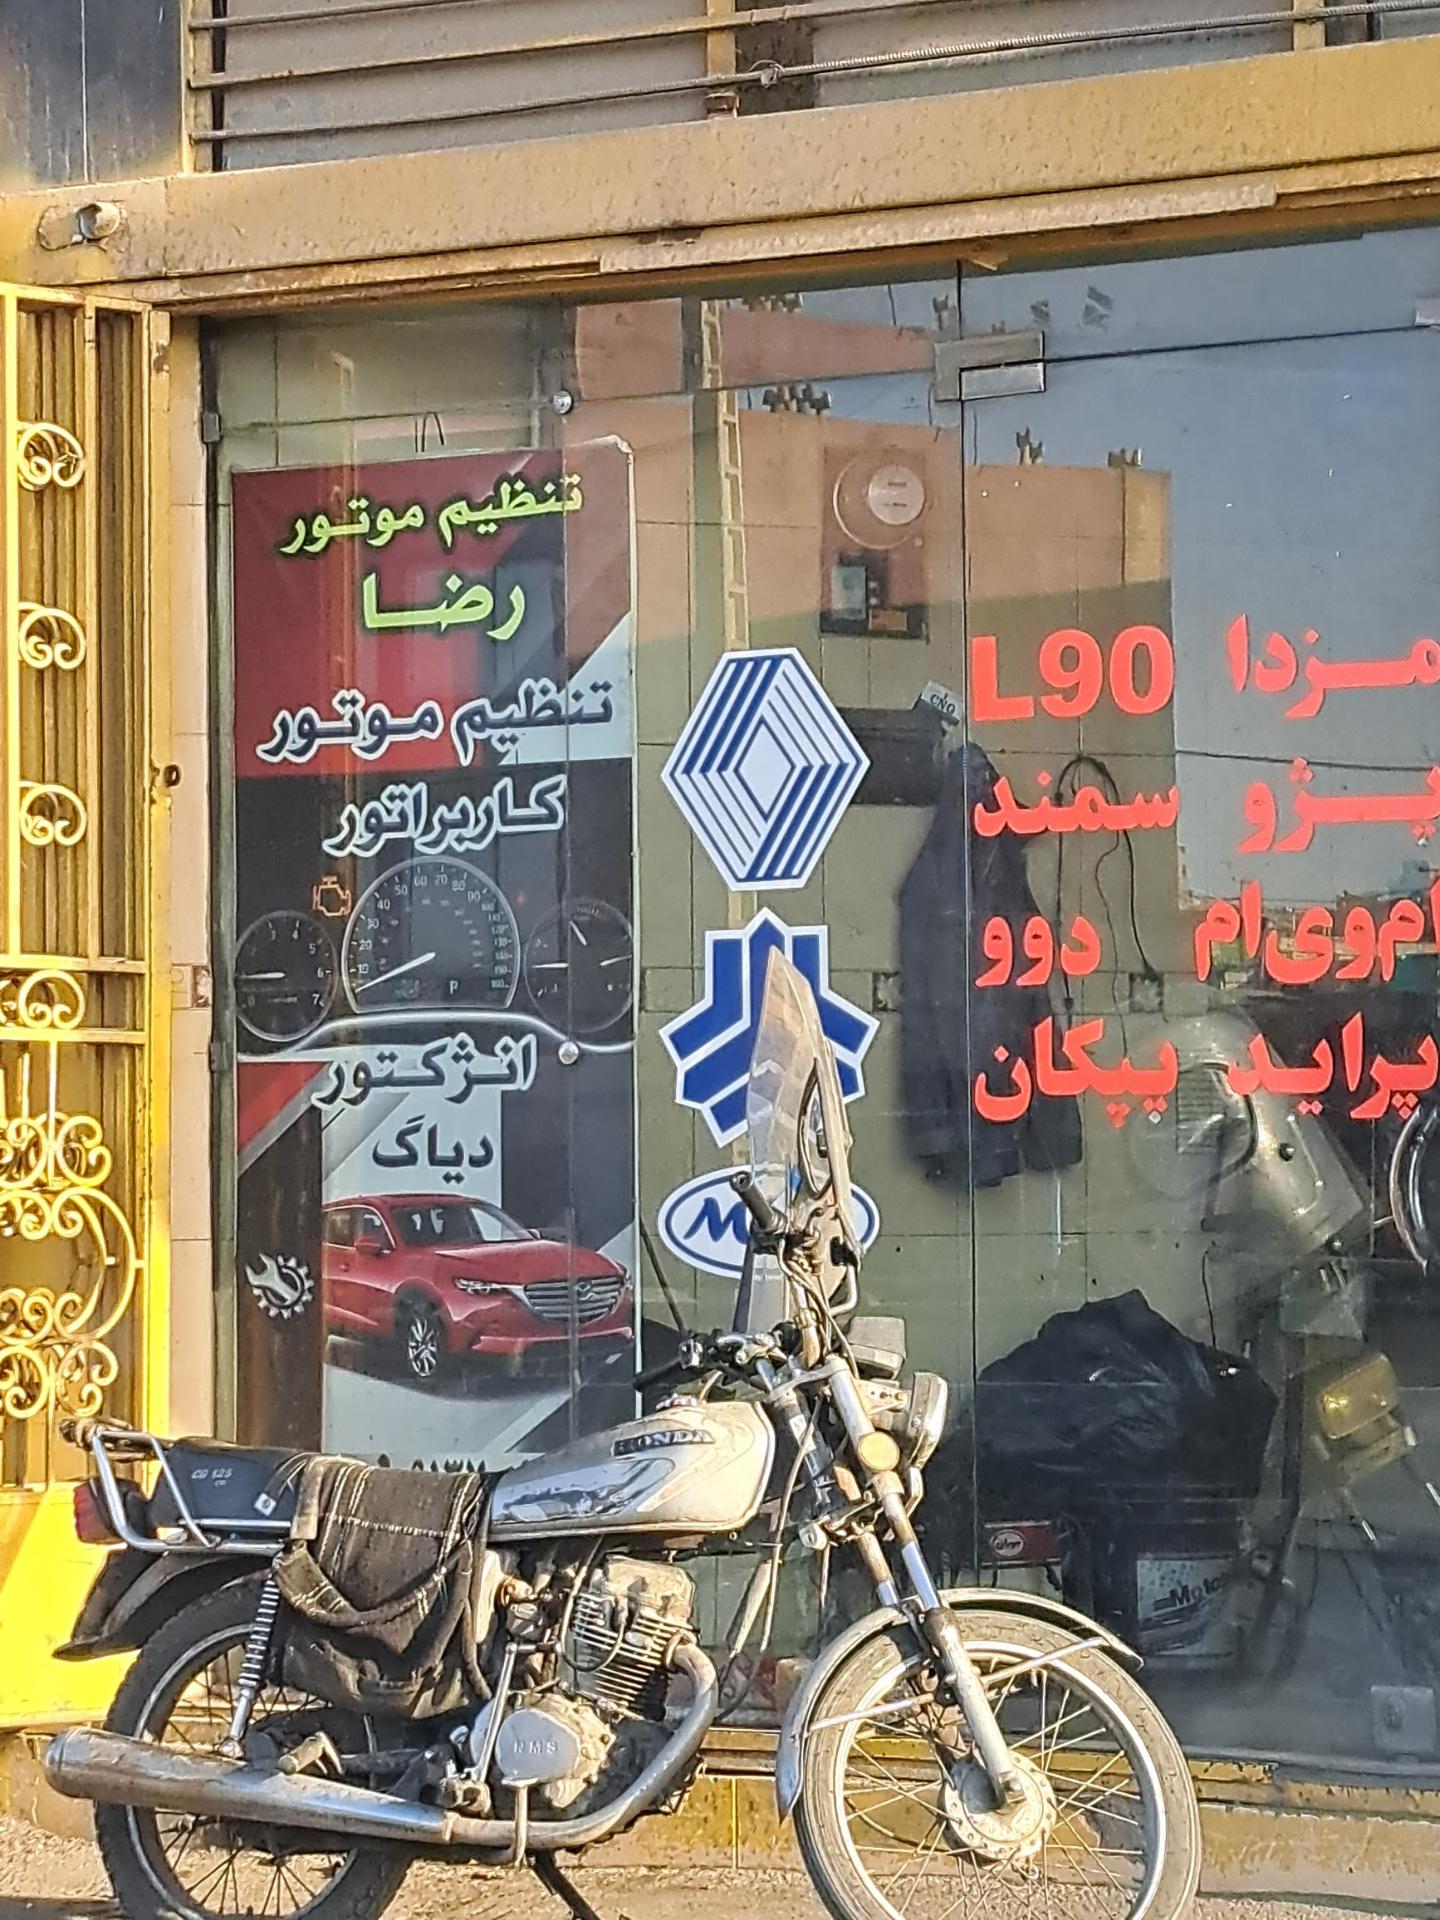 تنظیم موتور
رضا
تنظیم موتور
کاربراتور
انژکتور
دیاگ
مزدا L90
پژو سمند
ام‌وی‌ام دوو
پراید پیکان
HONDA
CG 125